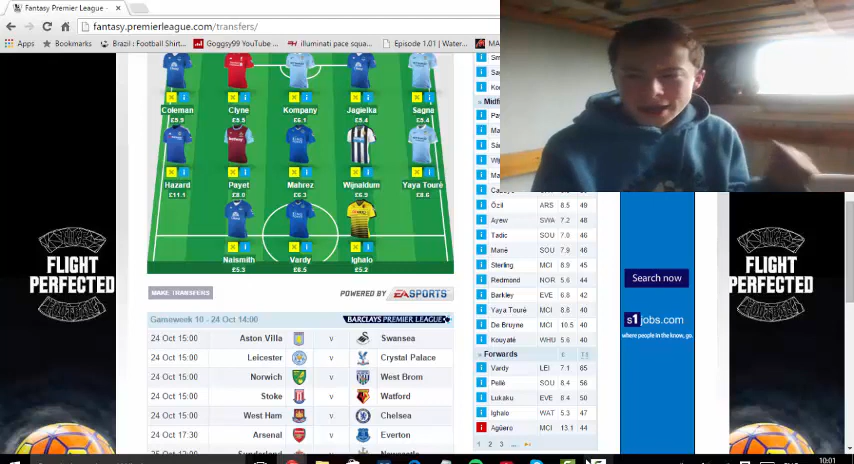 Fantasy Premier League -
fantasy.premierleague.com/transfers/
Apps Bookmarks Brazil : Football Shirt... Goggsy99 YouTube ... illuminati pace squa... Episode 1.01 | Water...
Coleman Clyne Kompany Jagielka Sagna
£5.9 £5.5 £6.1 £5.4 £5.4
Hazard Payet Mahrez Wijnaldum Yaya Touré
£11.1 £8.0 £6.3 £6.9 £8.6
Naismith Vardy Ighalo
£5.3 £6.5 £5.2
MAKE TRANSFERS POWERED BY EA SPORTS
Gameweek 10 - 24 Oct 14:00 BARCLAYS PREMIER LEAGUE
24 Oct 15:00 Aston Villa v Swansea
24 Oct 15:00 Leicester v Crystal Palace
24 Oct 15:00 Norwich v West Brom
24 Oct 15:00 Stoke v Watford
24 Oct 15:00 West Ham v Chelsea
24 Oct 17:30 Arsenal v Everton
Özil ARS 8.5 49
Ayew SWA 7.2 48
Tadic SOU 7.0 46
Mané SOU 7.9 46
Sterling MCI 8.9 45
Redmond NOR 5.6 44
Barkley EVE 6.8 42
Yaya Touré MCI 8.8 40
De Bruyne MCI 10.5 40
Kouyaté WHU 5.6 40
Forwards £
Vardy LEI 7.1 65
Pellè SOU 8.4 56
Lukaku EVE 8.4 50
Ighalo WAT 5.3 47
Agüero MCI 13.1 44
1 2 3 ...
FLIGHT
PERFECTED
Search now
s1jobs.com
where people in the know, go.
FLIGHT
PERFECTED
10:01